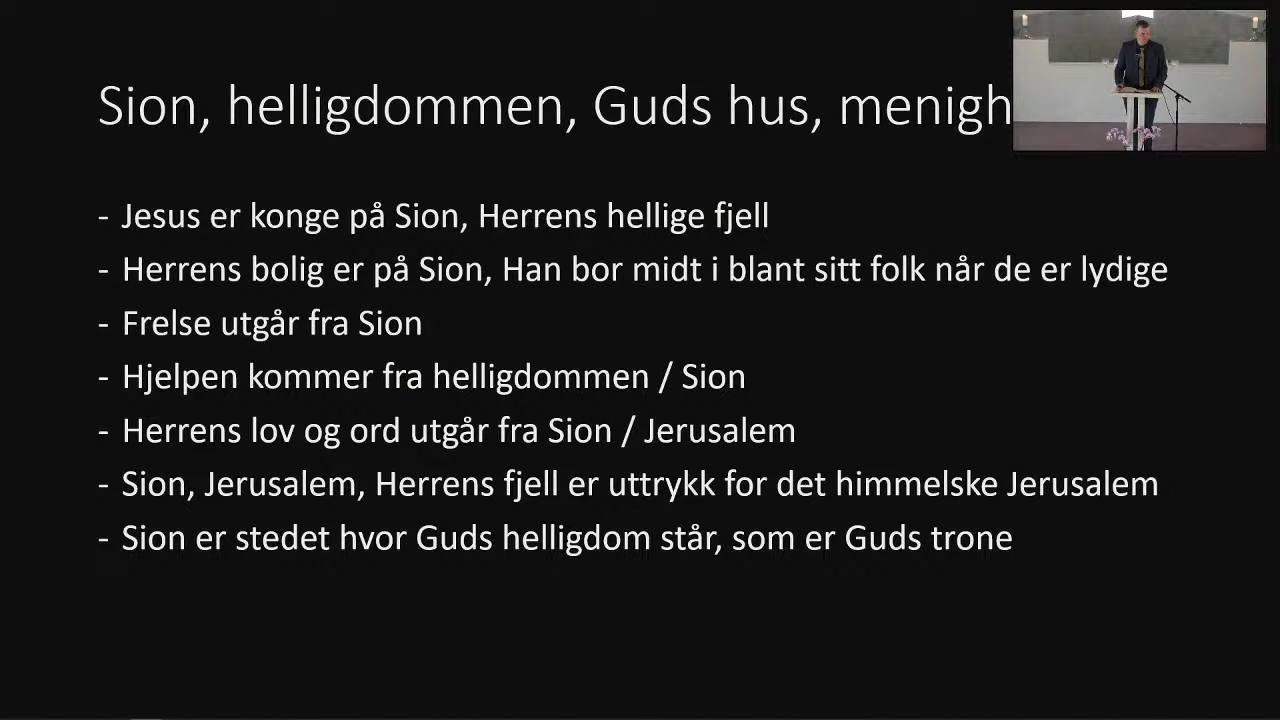 Sion, helligdommen, Guds hus, menigh
- Jesus er konge på Sion, Herrens hellige fjell
- Herrens bolig er på Sion, Han bor midt i blant sitt folk når de er lydige
- Frelse utgår fra Sion
- Hjelpen kommer fra helligdommen / Sion
- Herrens lov og ord utgår fra Sion / Jerusalem
- Sion, Jerusalem, Herrens fjell er uttrykk for det himmelske Jerusalem
- Sion er stedet hvor Guds helligdom står, som er Guds trone